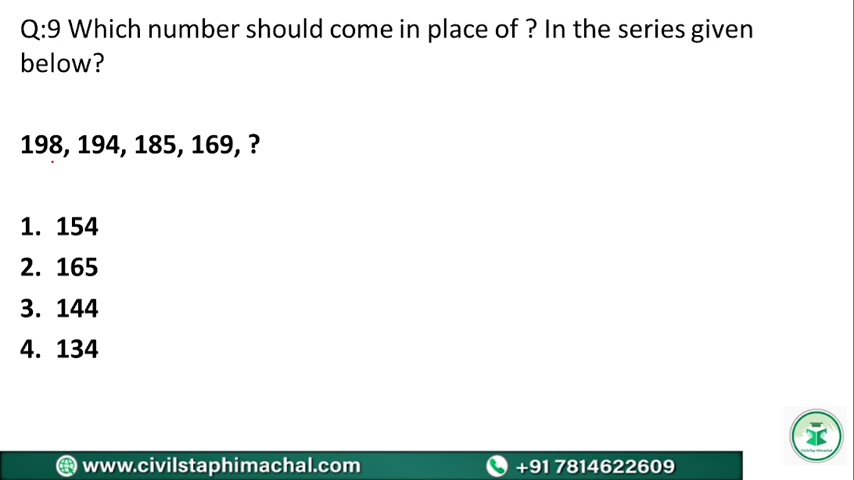 Q:9 Which number should come in place of ? In the series given
below?
198, 194, 185, 169, ?
1. 154
2. 165
3. 144
4. 134
www.civilstaphimachal.com
+91 7814622609